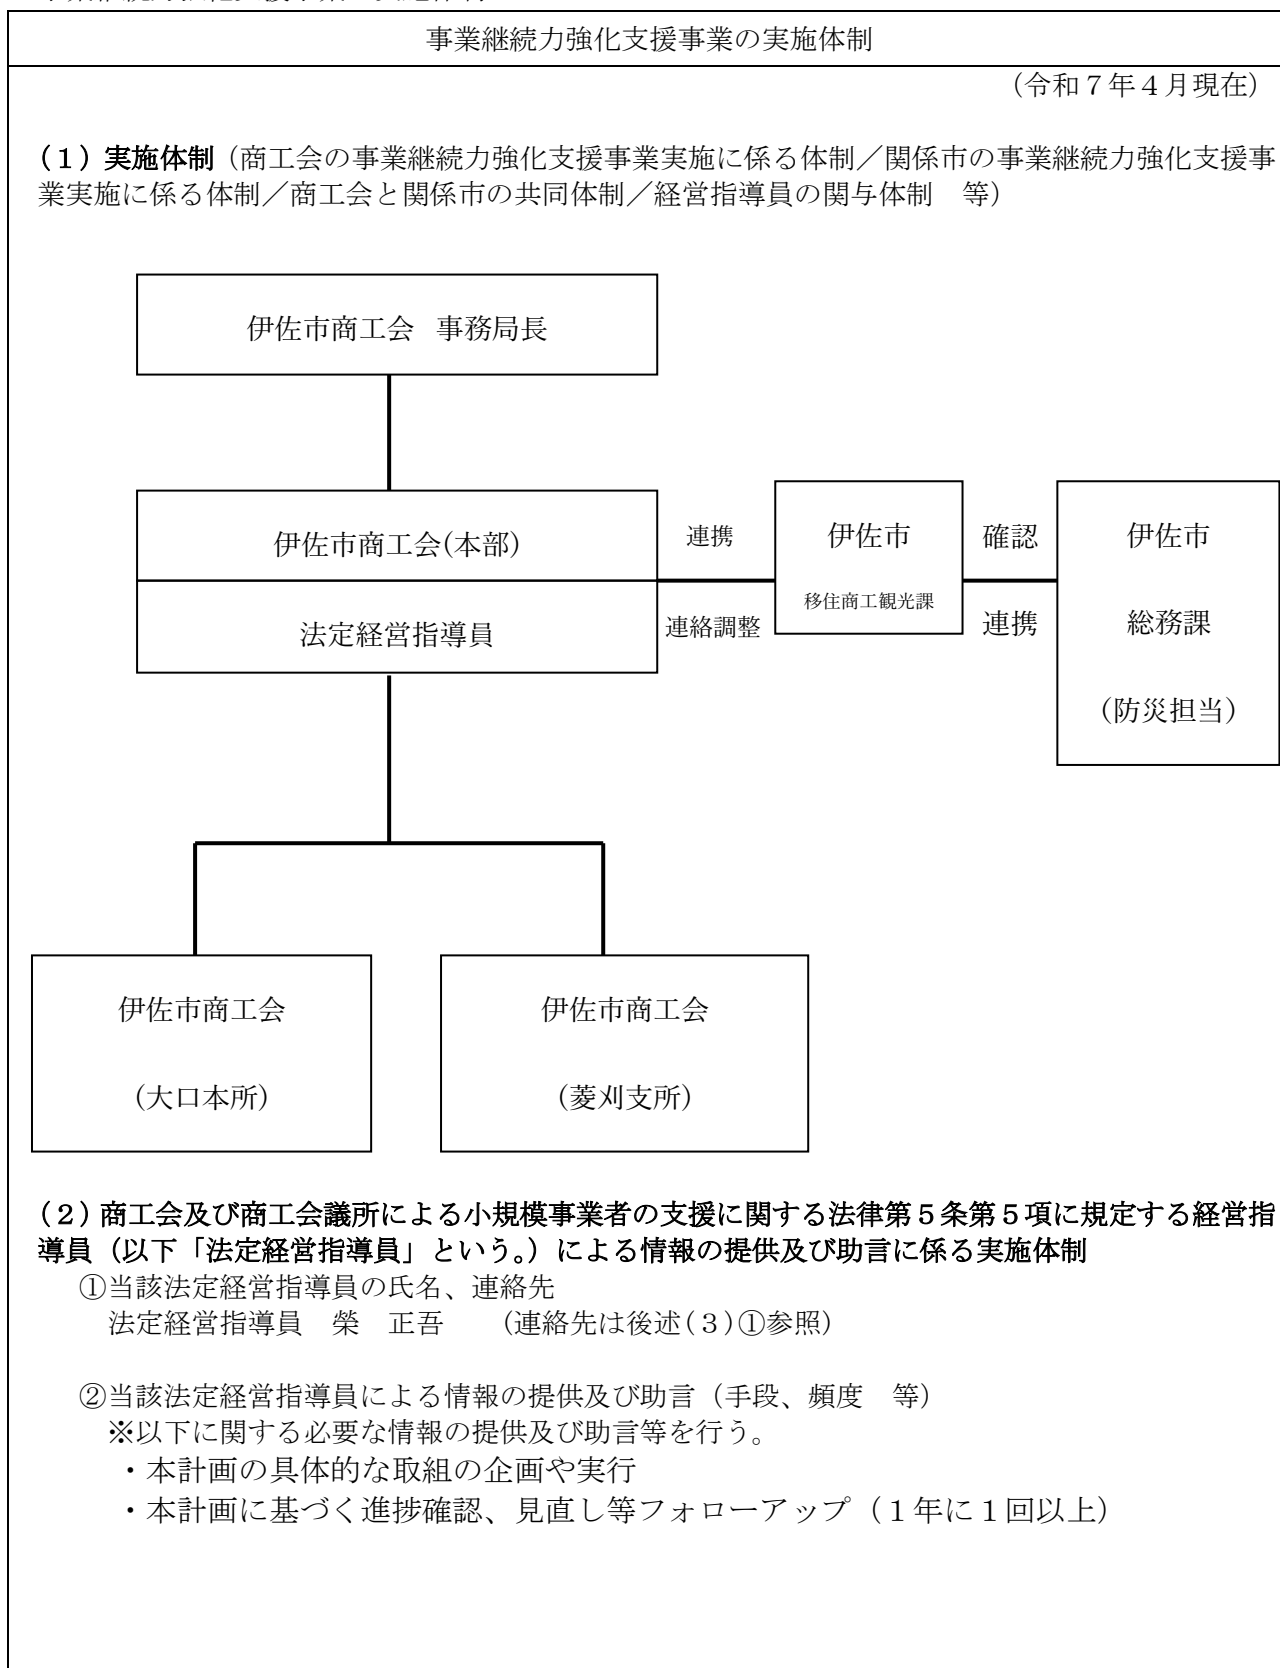 事業継続力強化支援事業の実施体制
（令和７年４月現在）
（１）実施体制（商工会の事業継続力強化支援事業実施に係る体制／関係市の事業継続力強化支援事
業実施に係る体制／商工会と関係市の共同体制／経営指導員の関与体制　等）
伊佐市商工会　事務局長
伊佐市商工会(本部)
法定経営指導員
連携
連絡調整
伊佐市
移住商工観光課
確認
連携
伊佐市
総務課
（防災担当）
伊佐市商工会
（大口本所）
伊佐市商工会
（菱刈支所）
（２）商工会及び商工会議所による小規模事業者の支援に関する法律第５条第５項に規定する経営指
導員（以下「法定経営指導員」という。）による情報の提供及び助言に係る実施体制
①当該法定経営指導員の氏名、連絡先
法定経営指導員　榮　正吾　　（連絡先は後述(３)①参照）
②当該法定経営指導員による情報の提供及び助言（手段、頻度　等）
※以下に関する必要な情報の提供及び助言等を行う。
・本計画の具体的な取組の企画や実行
・本計画に基づく進捗確認、見直し等フォローアップ（１年に１回以上）